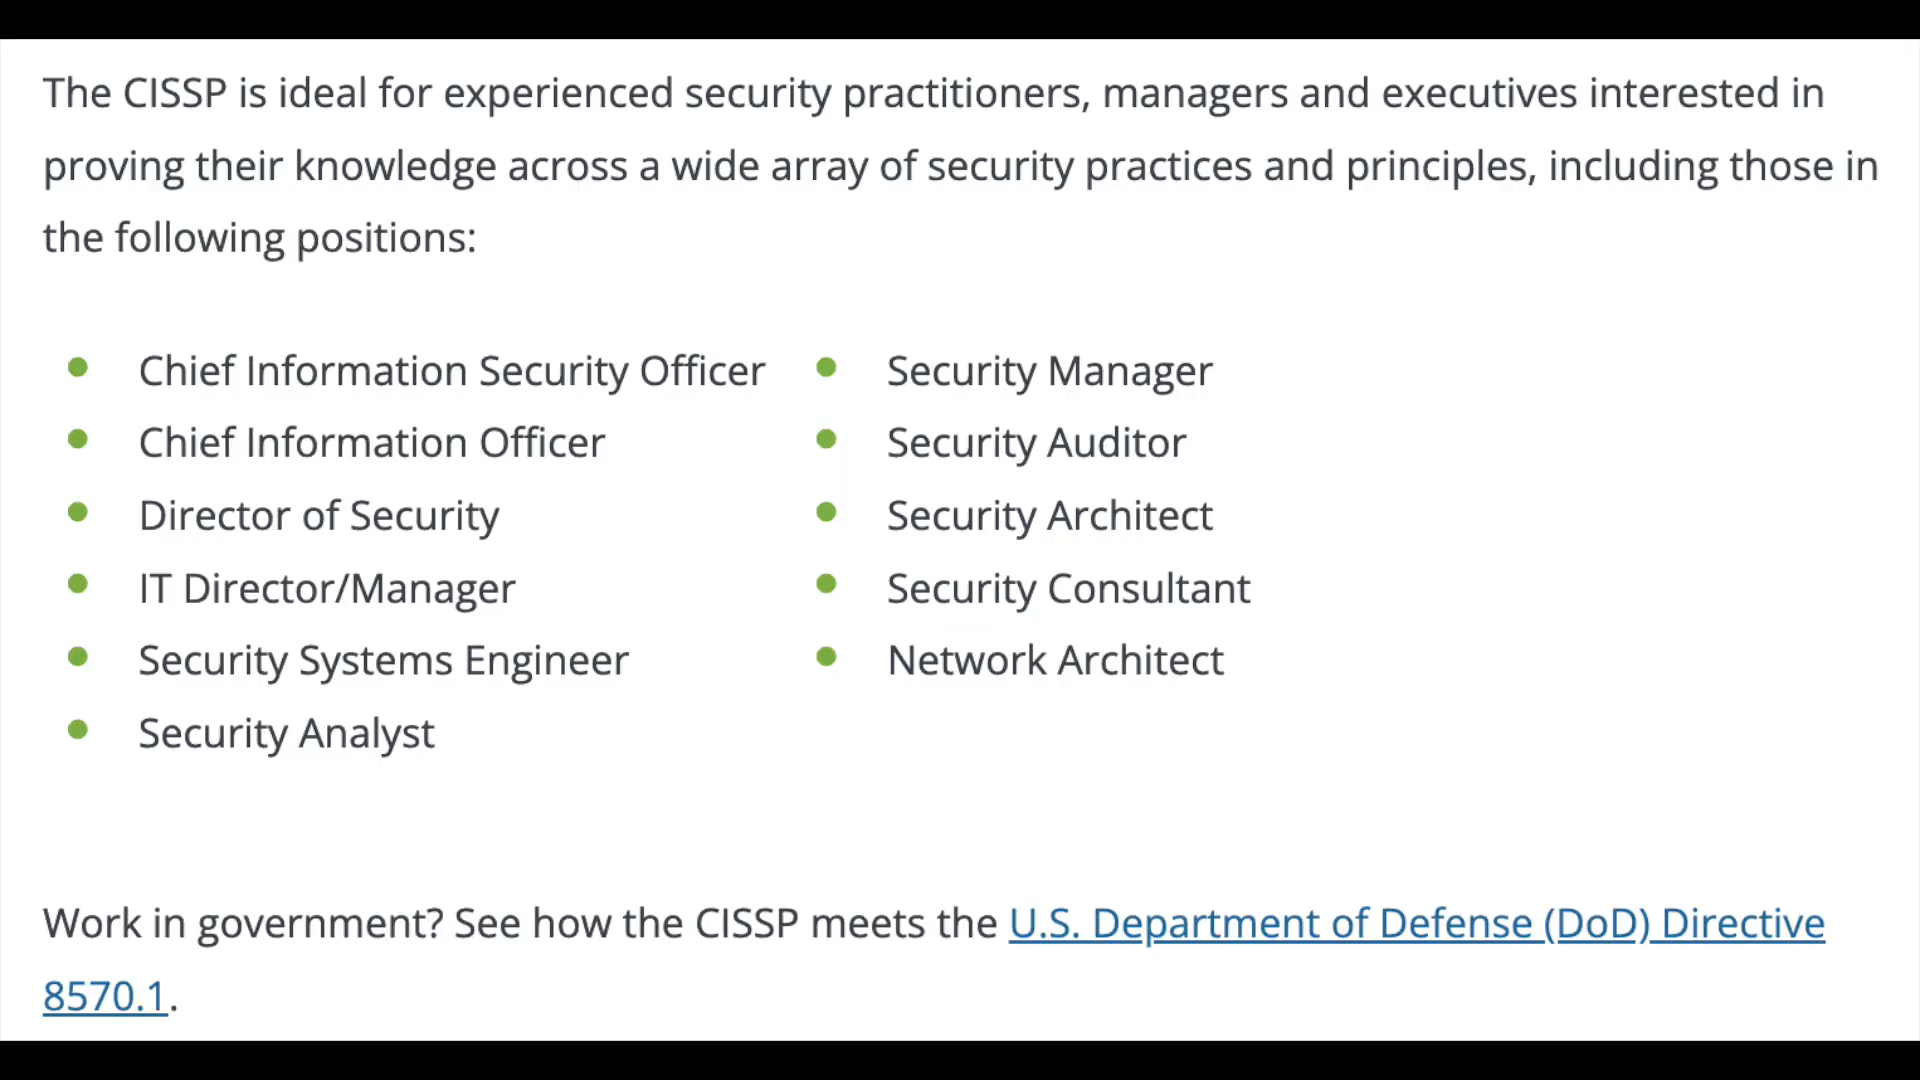 The CISSP is ideal for experienced security practitioners, managers and executives interested in
proving their knowledge across a wide array of security practices and principles, including those in
the following positions:
Chief Information Security Officer
Chief Information Officer
Director of Security
IT Director/Manager
Security Systems Engineer
Security Analyst
Security Manager
Security Auditor
Security Architect
Security Consultant
Network Architect
Work in government? See how the CISSP meets the U.S. Department of Defense (DoD) Directive
8570.1.